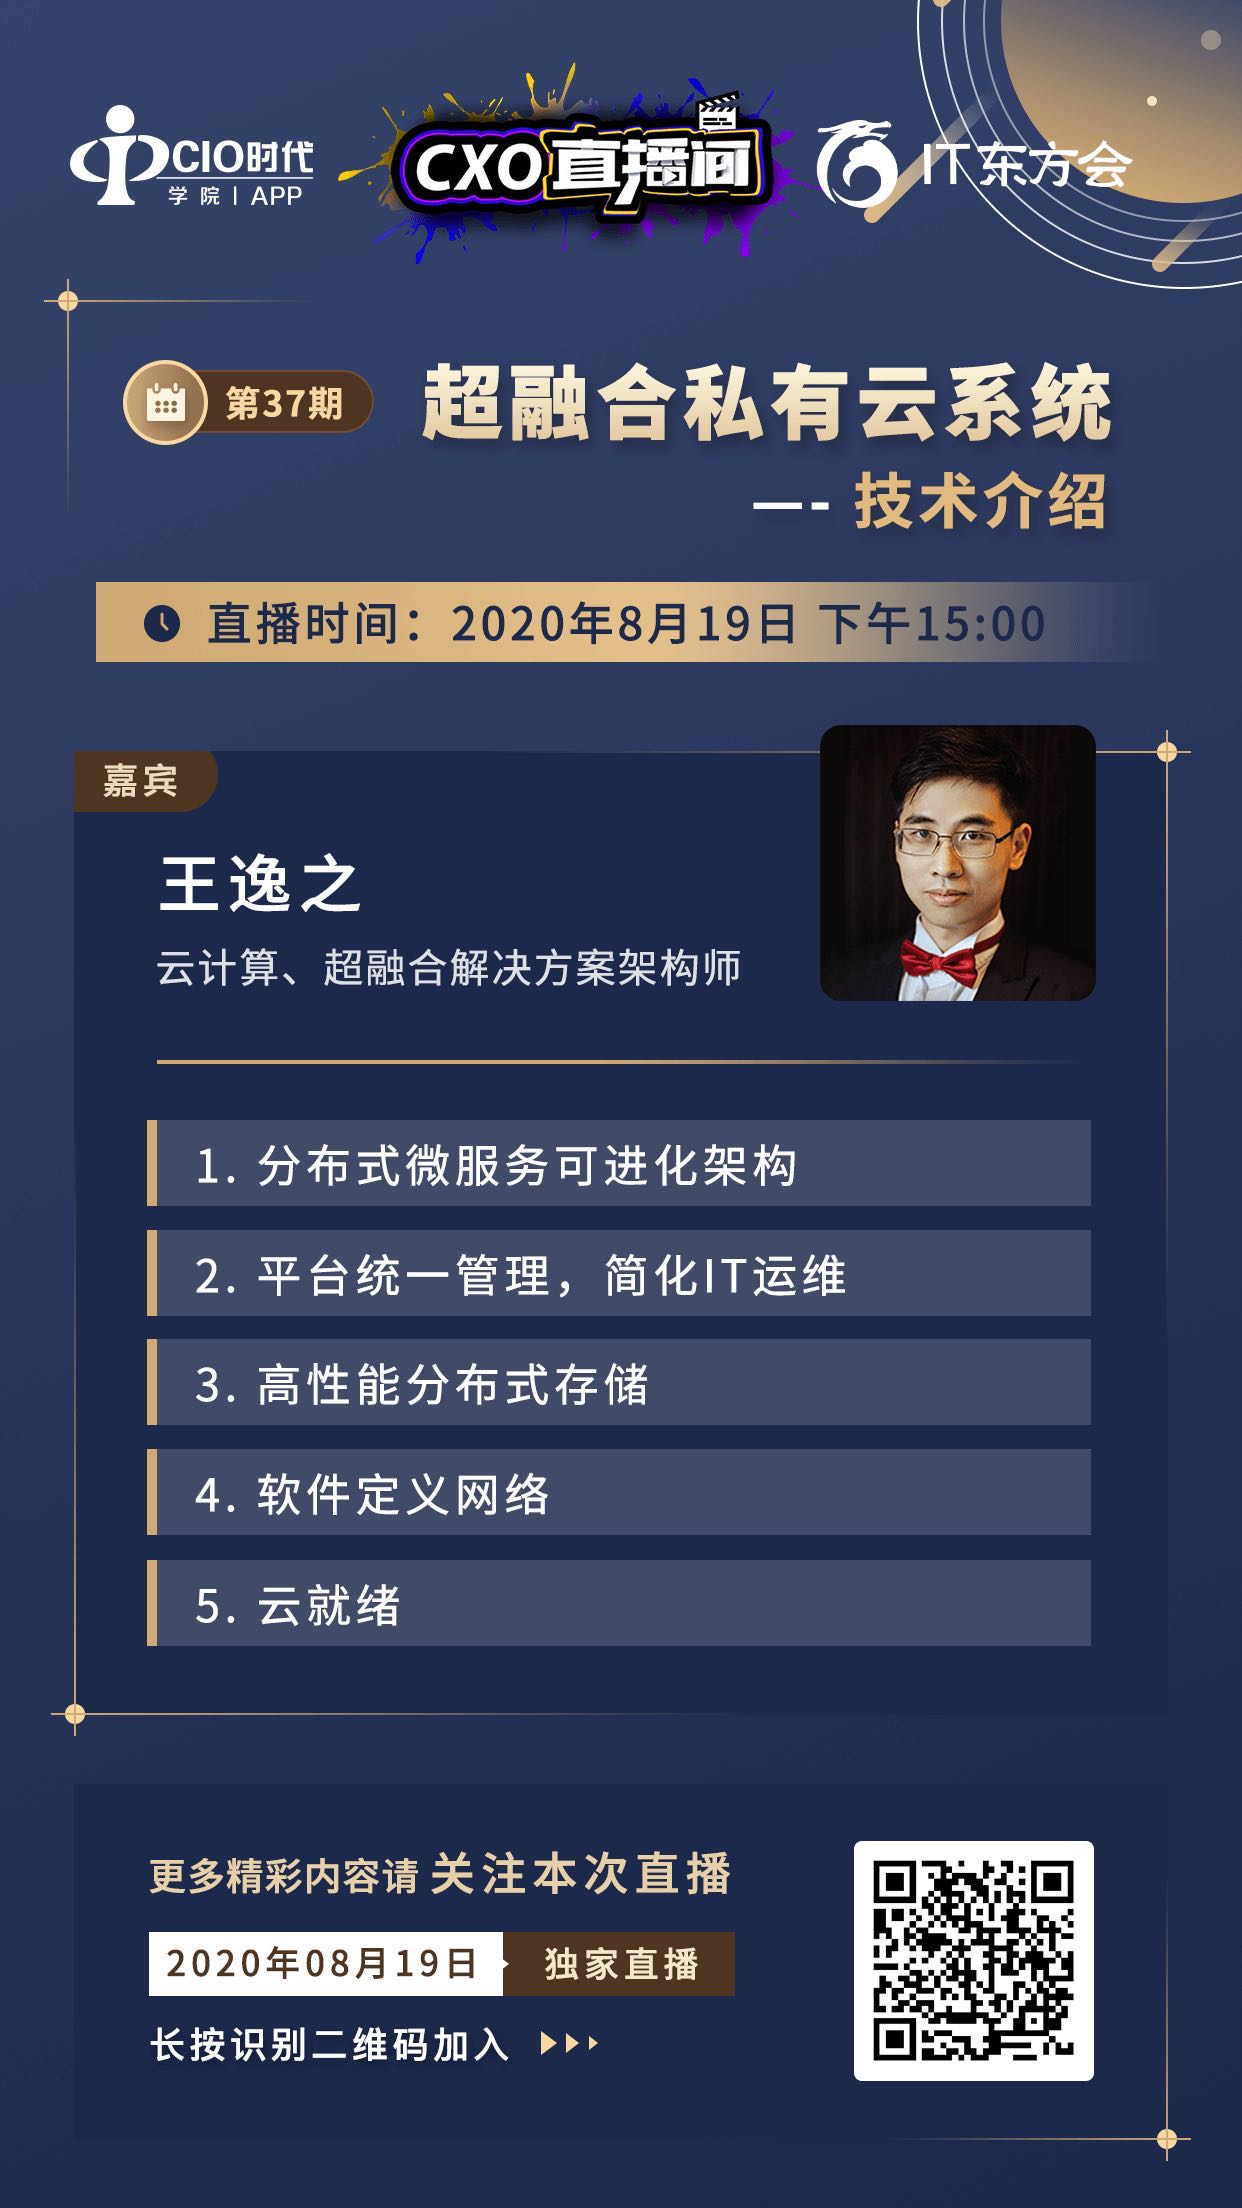 CIO时代
学院 | APP
CXO直播间
IT东方会
第37期
超融合私有云系统
—- 技术介绍
直播时间：2020年8月19日 下午15:00
嘉宾
王逸之
云计算、超融合解决方案架构师
1. 分布式微服务可进化架构
2. 平台统一管理，简化IT运维
3. 高性能分布式存储
4. 软件定义网络
5. 云就绪
更多精彩内容请 关注本次直播
2020年08月19日 独家直播
长按识别二维码加入